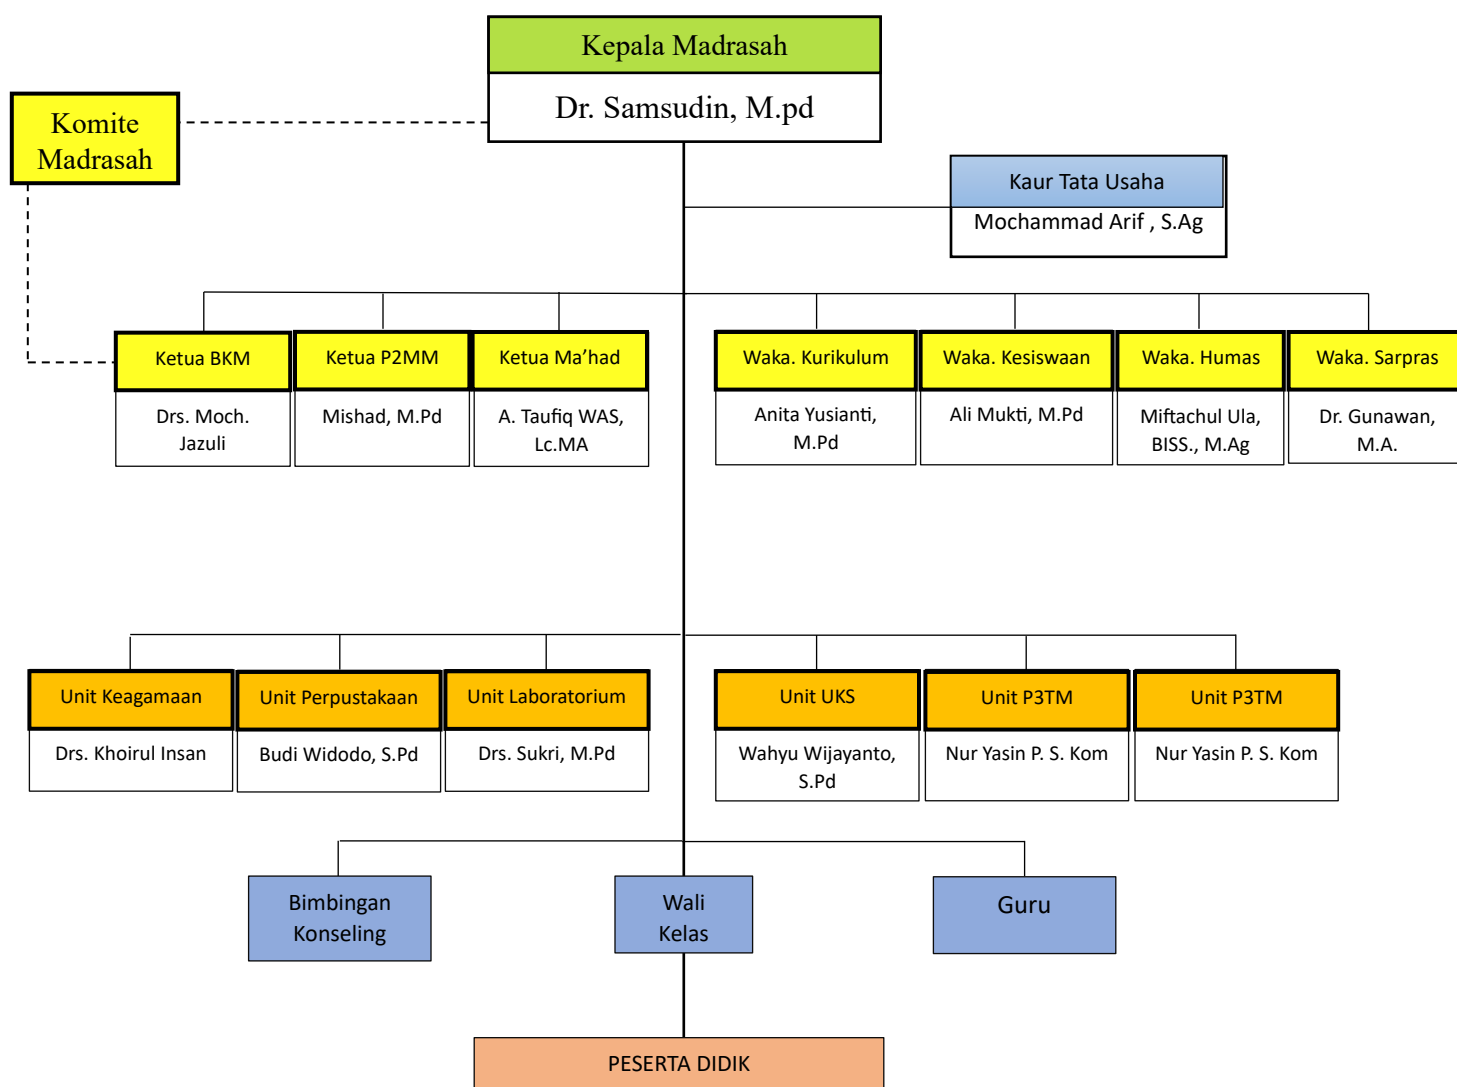 Kepala Madrasah
Dr. Samsudin, M.pd
Komite
Madrasah
Kaur Tata Usaha
Mochammad Arif , S.Ag
Ketua BKM
Drs. Moch.
Jazuli
Ketua P2MM
Mishad, M.Pd
Ketua Ma’had
A. Taufiq WAS,
Lc.MA
Waka. Kurikulum
Anita Yusianti,
M.Pd
Waka. Kesiswaan
Ali Mukti, M.Pd
Waka. Humas
Miftachul Ula,
BISS., M.Ag
Waka. Sarpras
Dr. Gunawan,
M.A.
Unit Keagamaan
Drs. Khoirul Insan
Unit Perpustakaan
Budi Widodo, S.Pd
Unit Laboratorium
Drs. Sukri, M.Pd
Unit UKS
Wahyu Wijayanto,
S.Pd
Unit P3TM
Nur Yasin P. S. Kom
Unit P3TM
Nur Yasin P. S. Kom
Bimbingan
Konseling
Wali
Kelas
Guru
PESERTA DIDIK